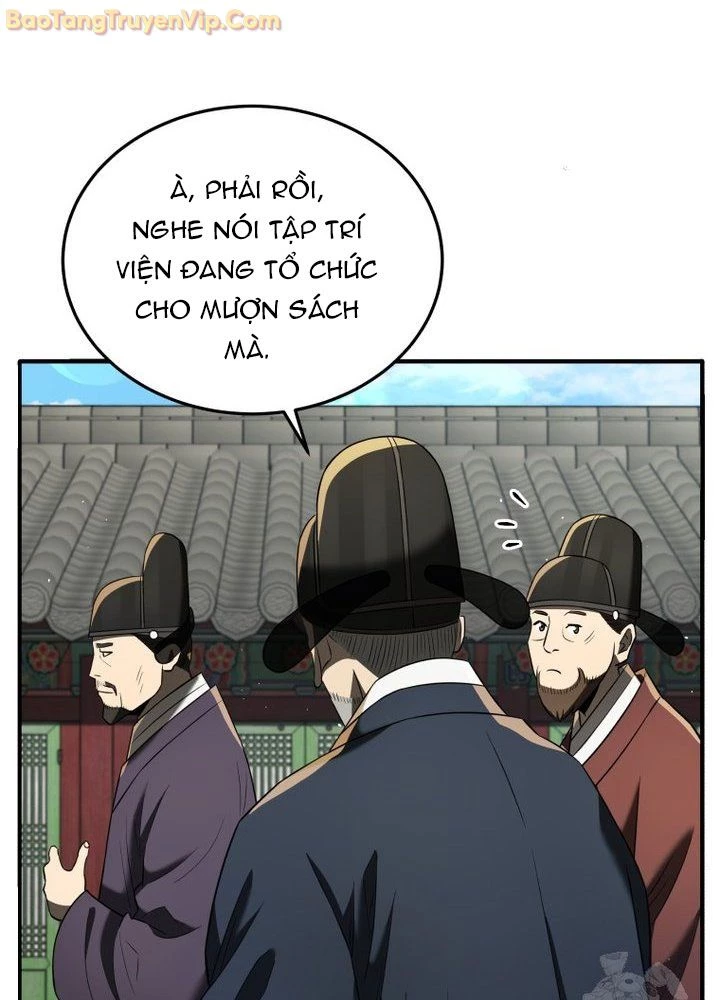 BaoTangTruyenVip.Com
À, PHẢI RỒI,
NGHE NÓI TẬP TRÍ
VIỆN ĐANG TỔ CHỨC
CHO MƯỢN SÁCH
MÀ.